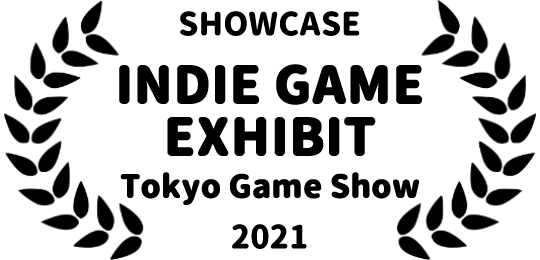 SHOWCASE
INDIE GAME
EXHIBIT
Tokyo Game Show
2021